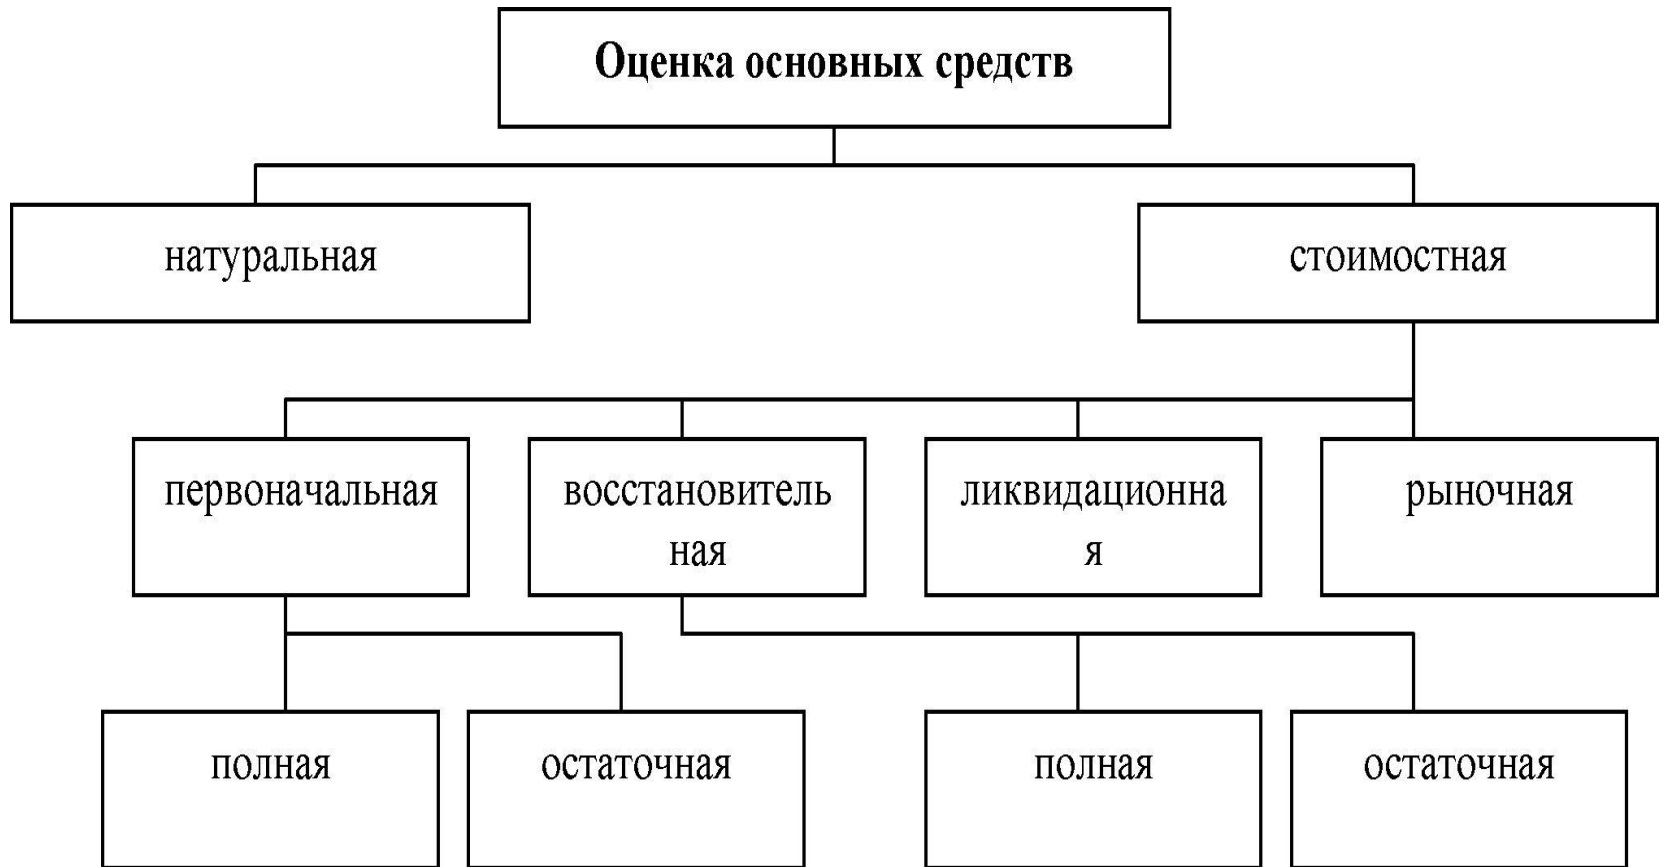 Оценка основных средств
натуральная
стоимостная
первоначальная
восстановитель
ная
ликвидационна
я
рыночная
полная
остаточная
полная
остаточная